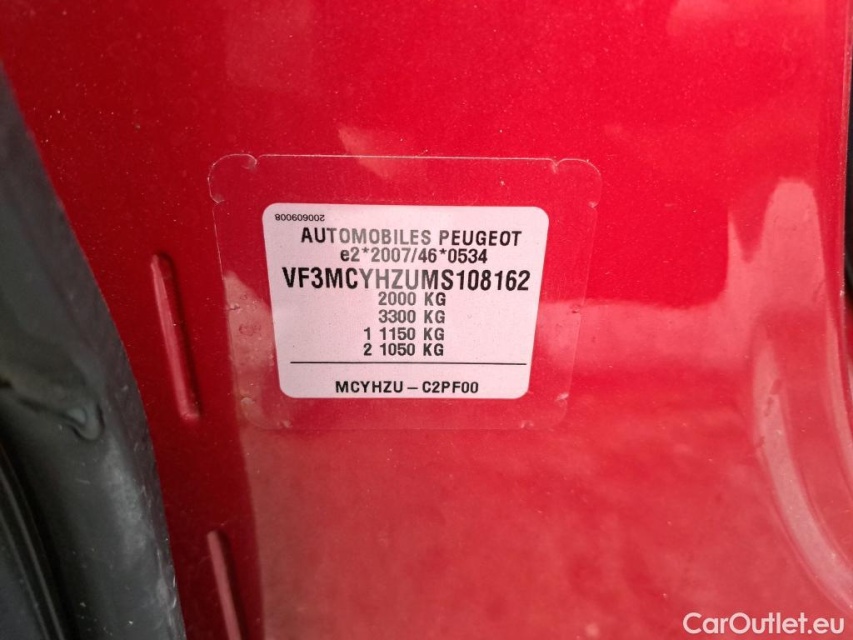 200609008
AUTOMOBILES PEUGEOT
e2*2007/46*0534
VF3MCYHZUMS108162
2000 KG
3300 KG
1 1150 KG
2 1050 KG
MCYHZU – C2PF00
CarOutlet.eu